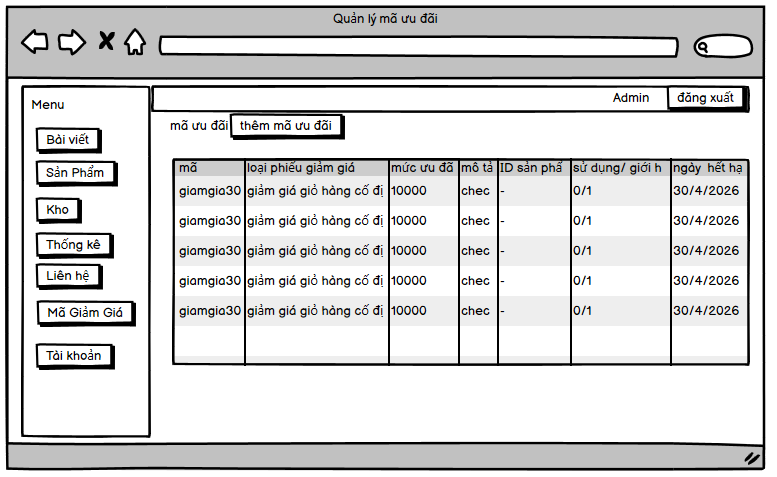 Quản lý mã ưu đãi
Menu
Admin
đăng xuất
Bài viết
Sản Phẩm
Kho
Thống kê
Liên hệ
Mã Giảm Giá
Tài khoản
mã ưu đãi thêm mã ưu đãi
mã loại phiếu giảm giá mức ưu đã mô tả ID sản phẩ sử dụng/ giới h ngày hết hạ
giamgia30 giảm giá giỏ hàng cố đị 10000 chec - 0/1 30/4/2026
giamgia30 giảm giá giỏ hàng cố đị 10000 chec - 0/1 30/4/2026
giamgia30 giảm giá giỏ hàng cố đị 10000 chec - 0/1 30/4/2026
giamgia30 giảm giá giỏ hàng cố đị 10000 chec - 0/1 30/4/2026
giamgia30 giảm giá giỏ hàng cố đị 10000 chec - 0/1 30/4/2026